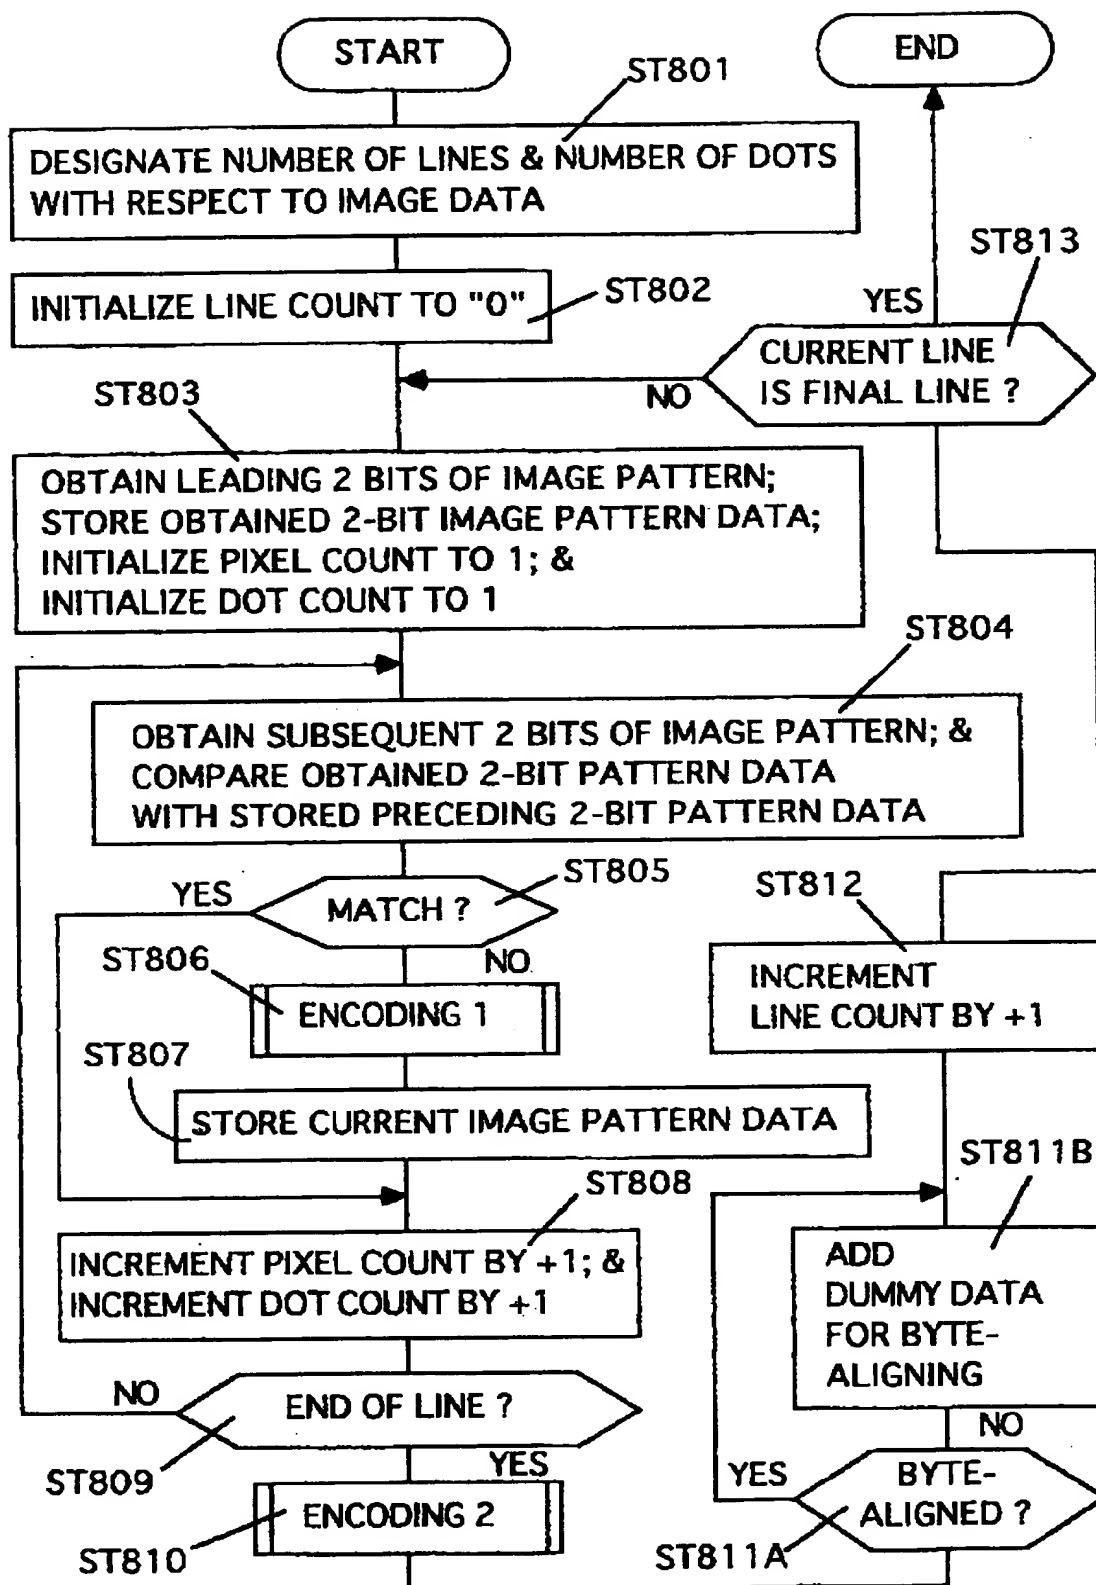 START
END
ST801
DESIGNATE NUMBER OF LINES & NUMBER OF DOTS
WITH RESPECT TO IMAGE DATA
ST813
INITIALIZE LINE COUNT TO "0"
ST802
YES
CURRENT LINE
IS FINAL LINE ?
NO
ST803
OBTAIN LEADING 2 BITS OF IMAGE PATTERN;
STORE OBTAINED 2-BIT IMAGE PATTERN DATA;
INITIALIZE PIXEL COUNT TO 1; &
INITIALIZE DOT COUNT TO 1
ST804
OBTAIN SUBSEQUENT 2 BITS OF IMAGE PATTERN; &
COMPARE OBTAINED 2-BIT PATTERN DATA
WITH STORED PRECEDING 2-BIT PATTERN DATA
YES
MATCH ?
ST805
NO
ST806
ENCODING 1
ST812
INCREMENT
LINE COUNT BY +1
ST807
STORE CURRENT IMAGE PATTERN DATA
ST808
ST811B
INCREMENT PIXEL COUNT BY +1; &
INCREMENT DOT COUNT BY +1
ADD
DUMMY DATA
FOR BYTE-
ALIGNING
NO
END OF LINE ?
ST809
YES
NO
YES
BYTE-
ALIGNED ?
ENCODING 2
ST810
ST811A